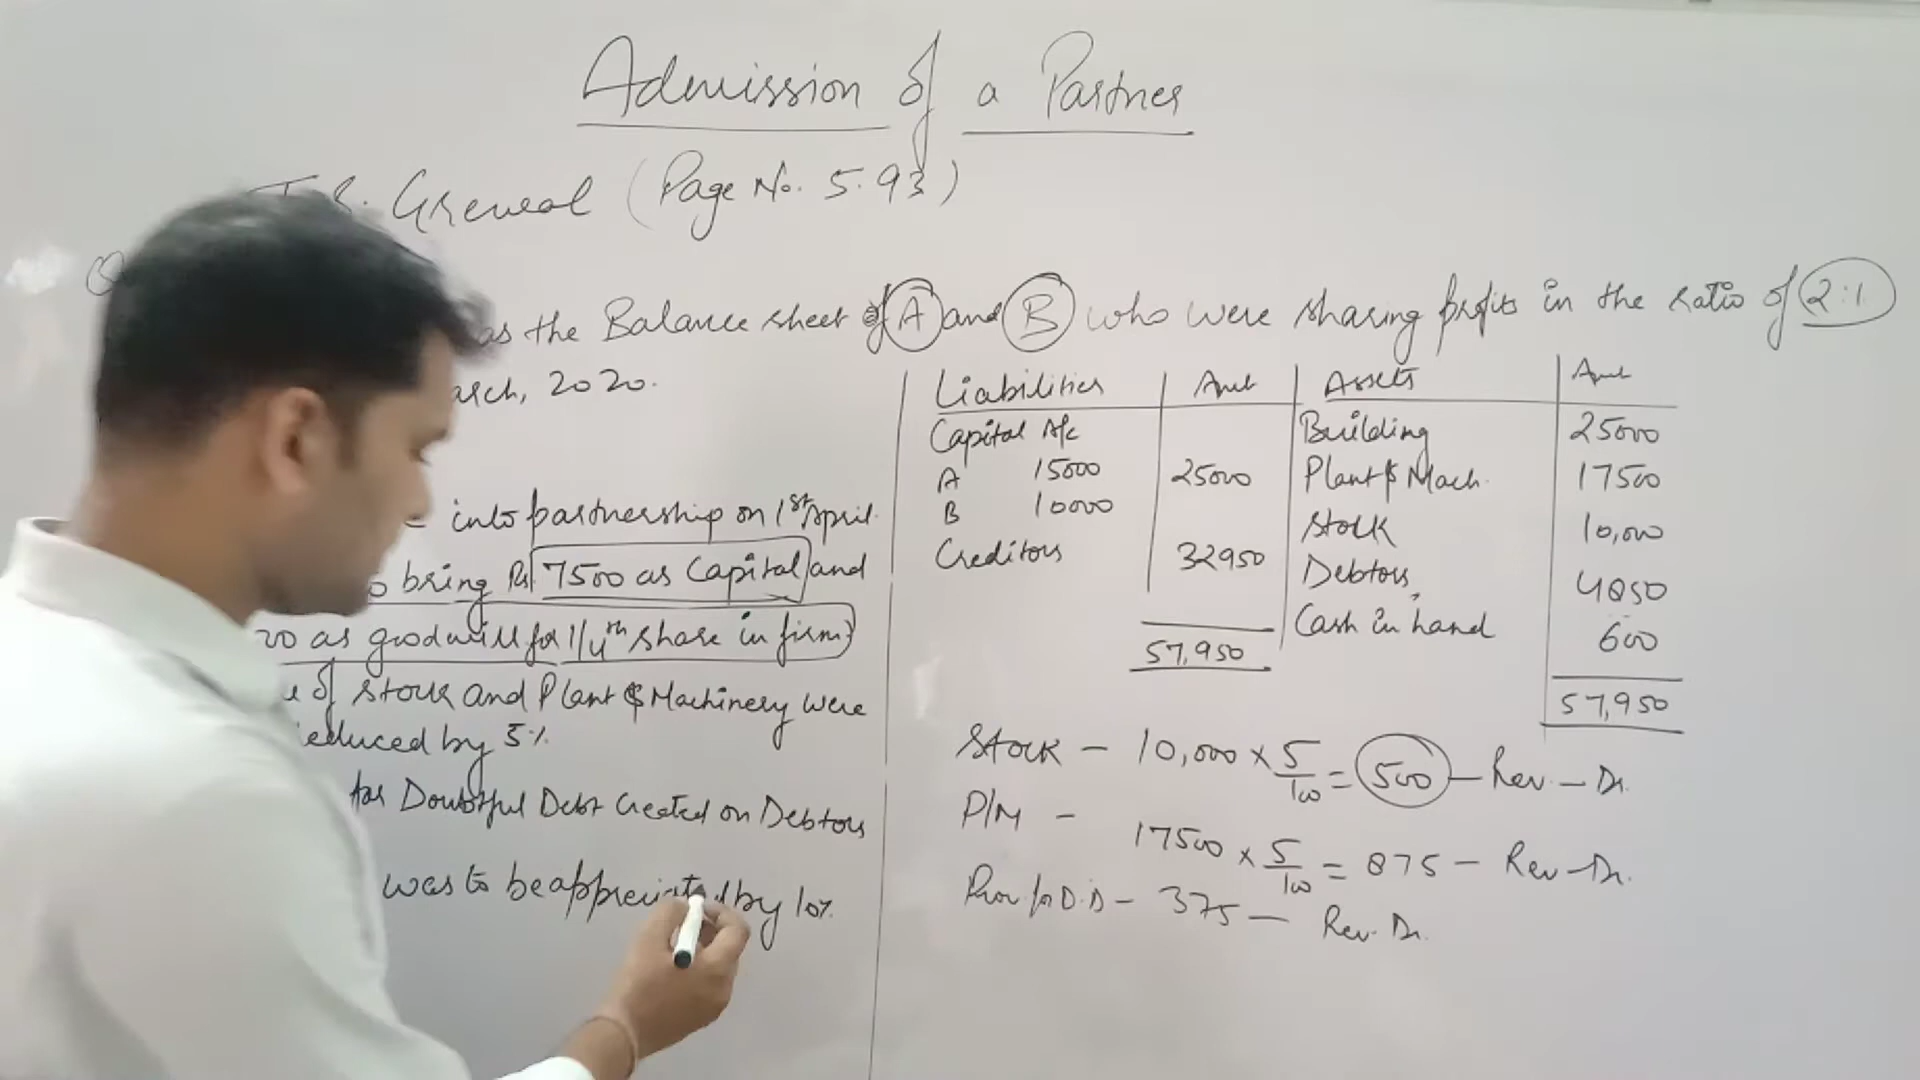 Admission of a Partner
Grewal (Page No. 5.93)
as the Balance sheet of A and B who were sharing profits in the ratio of 2:1
arch, 2020.
into partnership on 1st April.
o bring Rs 7500 as Capital and
00 as goodwill for 1/4th share in firm
of Stock and Plant & Machinery were
reduced by 5%
for Doubtful Debt Created on Debtors
was to be appreciated by 10%.
Liabilities Amt Assets Amt
Capital A/c Building 25000
A 15000 25000 Plant & Mach. 17500
B 10000 Stock 10,000
Creditors 32950 Debtors 4850
Cash in hand 600
57,950 57,950
Stock - 10,000 × 5/100 = 500 - Rev. - Dr.
P/M - 17500 × 5/100 = 875 - Rev - Dr.
Prov. for D.D - 375 - Rev. Dr.